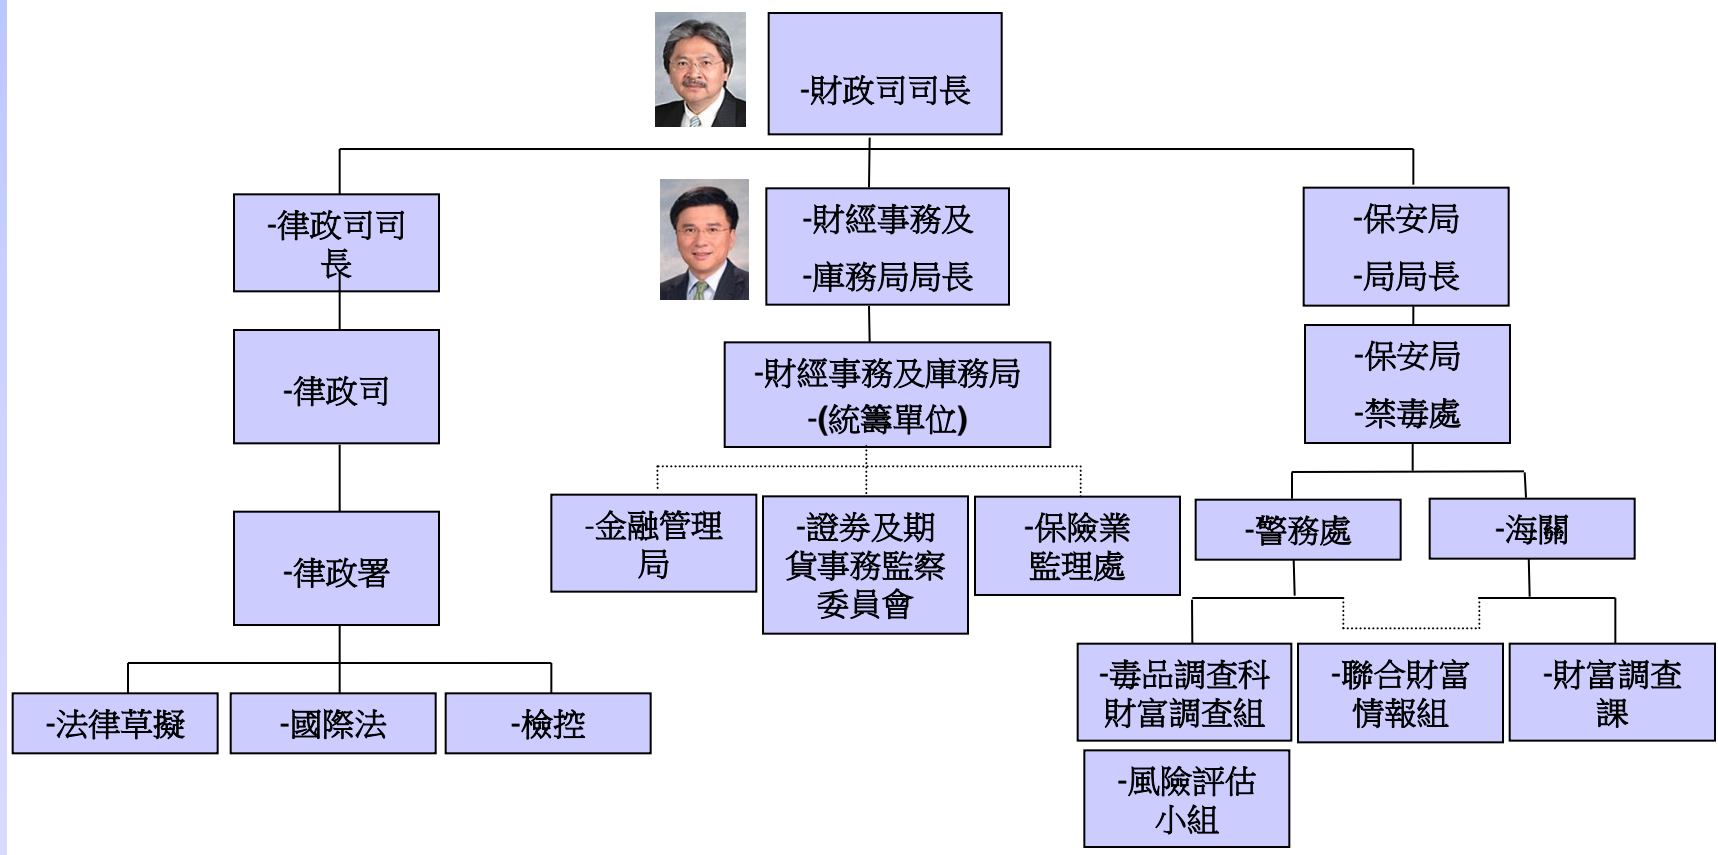 -財政司司長
-律政司司
長
-財經事務及
-庫務局局長
-保安局
-局局長
-律政司
-財經事務及庫務局
-(統籌單位)
-保安局
-禁毒處
-律政署
-金融管理
局
-證券及期
貨事務監察
委員會
-保險業
監理處
-警務處
-海關
-法律草擬
-國際法
-檢控
-毒品調查科
財富調查組
-聯合財富
情報組
-財富調查
課
-風險評估
小組